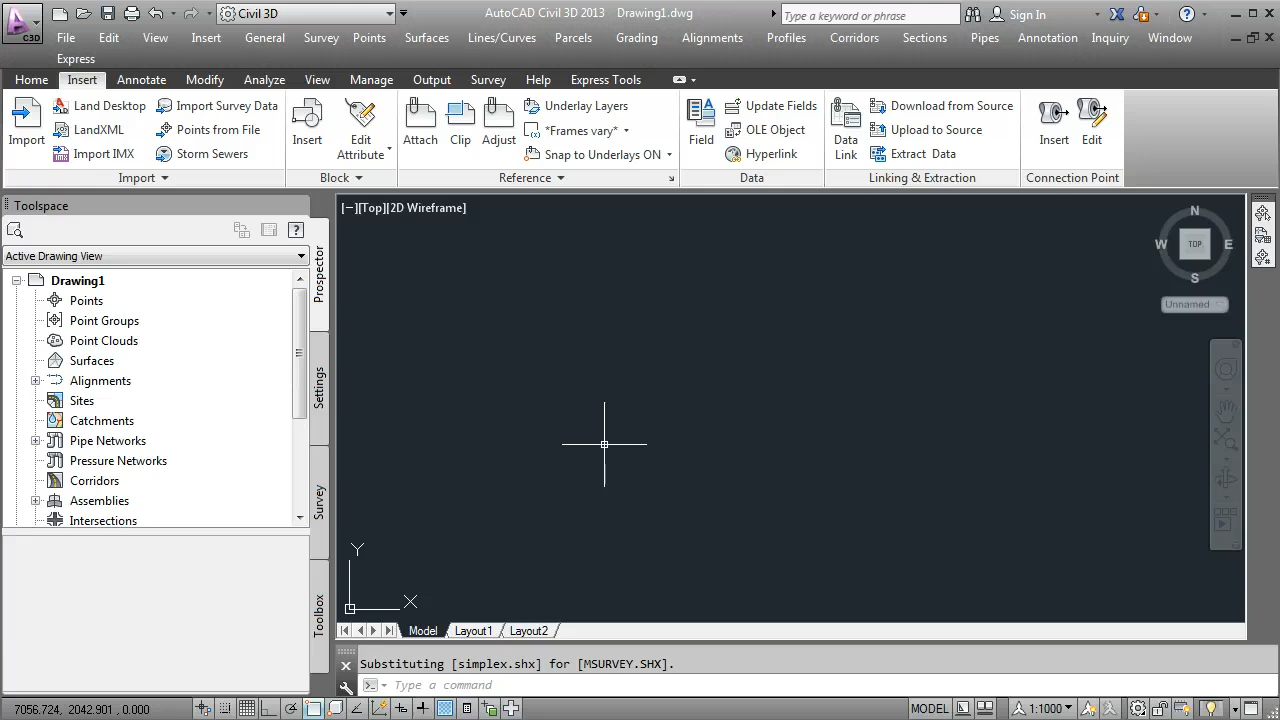 Civil 3D
AutoCAD Civil 3D 2013 Drawing1.dwg
Type a keyword or phrase
Sign In
C3D
File Edit View Insert General Survey Points Surfaces Lines/Curves Parcels Grading Alignments Profiles Corridors Sections Pipes Annotation Inquiry Window
Express
Home Insert Annotate Modify Analyze View Manage Output Survey Help Express Tools
Land Desktop Import Survey Data Underlay Layers Update Fields Download from Source
LandXML Points from File *Frames vary* OLE Object Upload to Source
Import Insert Edit Attribute Attach Clip Adjust Field Data Link Insert Edit
Import IMX Storm Sewers Snap to Underlays ON Hyperlink Extract Data
Import Block Reference Data Linking & Extraction Connection Point
Toolspace
[−][Top][2D Wireframe]
N
W TOP E
S
Unnamed
Active Drawing View
Drawing1
Points
Point Groups
Point Clouds
Surfaces
Alignments
Sites
Catchments
Pipe Networks
Pressure Networks
Corridors
Assemblies
Intersections
Prospector
Settings
Survey
Toolbox
Y
X
Model Layout1 Layout2
Substituting [simplex.shx] for [MSURVEY.SHX].
Type a command
7056.724, 2042.901, 0.000
MODEL
1:1000